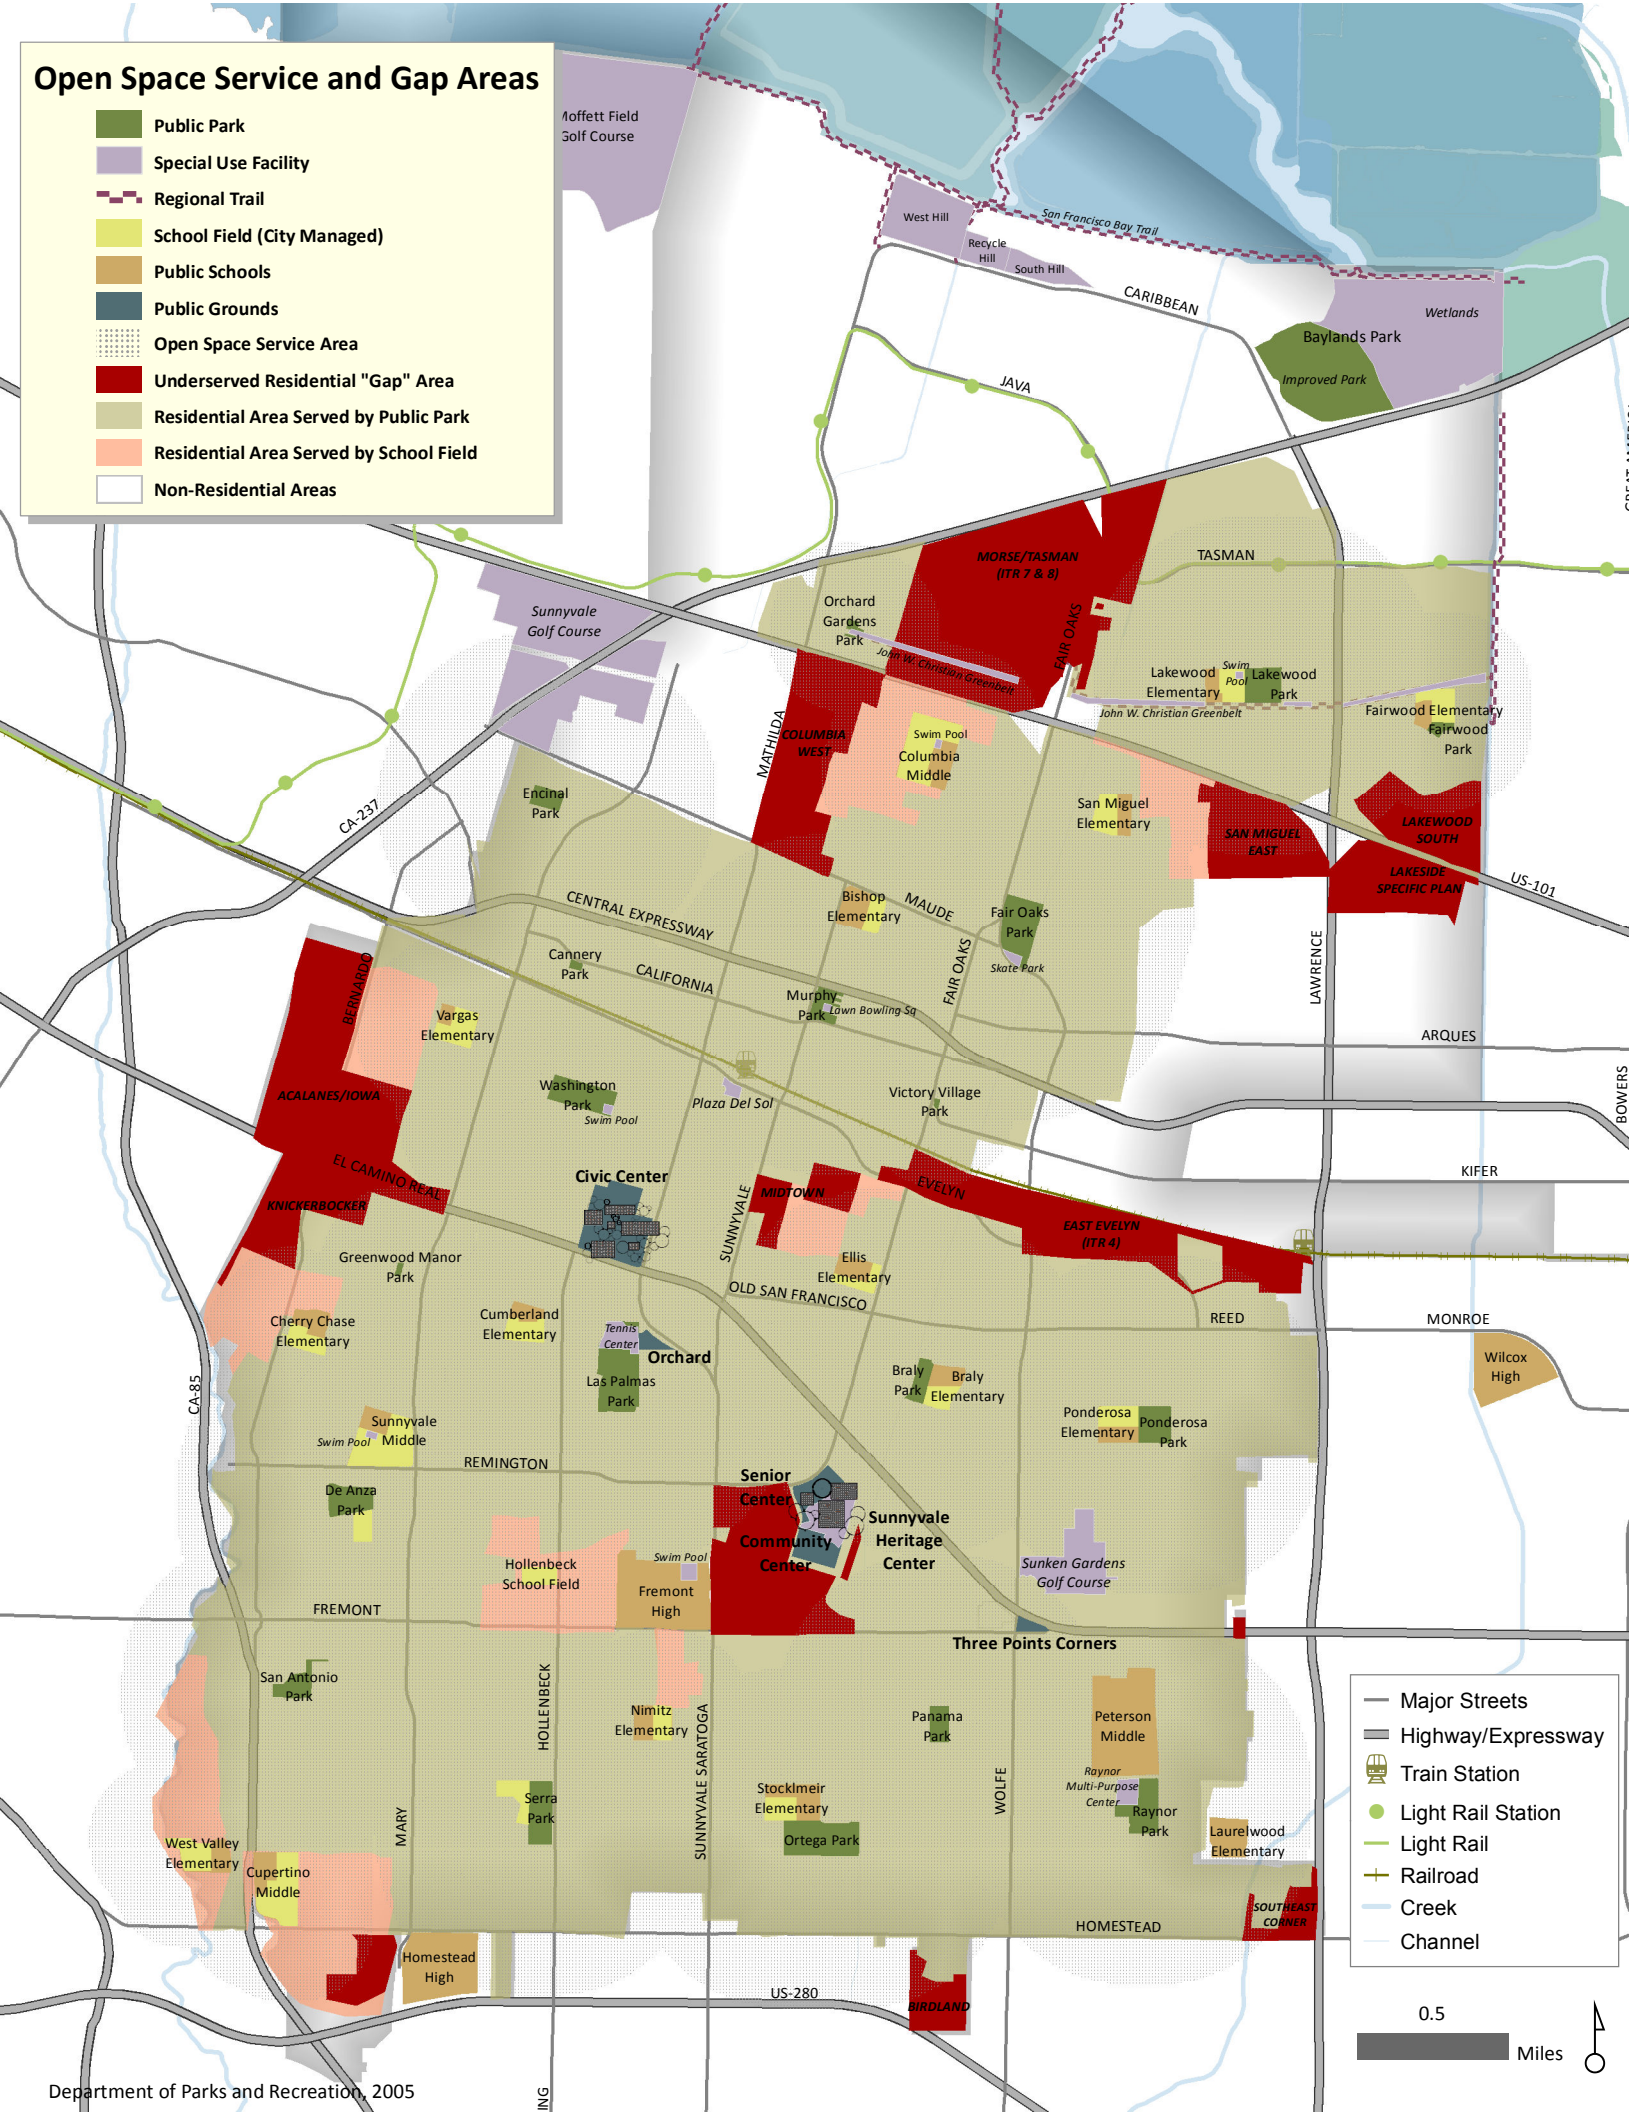 Open Space Service and Gap Areas
Public Park
Special Use Facility
Regional Trail
School Field (City Managed)
Public Schools
Public Grounds
Open Space Service Area
Underserved Residential "Gap" Area
Residential Area Served by Public Park
Residential Area Served by School Field
Non-Residential Areas
Moffett Field
Golf Course
West Hill
Recycle
Hill
South Hill
San Francisco Bay Trail
CARIBBEAN
Wetlands
Baylands Park
Improved Park
JAVA
MORSE/TASMAN
(ITR 7 & 8)
TASMAN
Sunnyvale
Golf Course
Orchard
Gardens
Park
John W. Christian Greenbelt
FAIR OAKS
Lakewood
Elementary
Swim
Pool
Lakewood
Park
John W. Christian Greenbelt
Fairwood Elementary
Fairwood
Park
MATHILDA
COLUMBIA
WEST
Swim Pool
Columbia
Middle
Encinal
Park
CA-237
San Miguel
Elementary
SAN MIGUEL
EAST
LAKEWOOD
SOUTH
LAKESIDE
SPECIFIC PLAN
US-101
CENTRAL EXPRESSWAY
Bishop
Elementary
MAUDE
Fair Oaks
Park
Skate Park
FAIR OAKS
LAWRENCE
BERNARDO
Cannery
Park
CALIFORNIA
Murphy
Park
Lawn Bowling Sq
Vargas
Elementary
ARQUES
BOWERS
ACALANES/IOWA
Washington
Park
Swim Pool
Plaza Del Sol
Victory Village
Park
KIFER
EL CAMINO REAL
KNICKERBOCKER
Civic Center
SUNNYVALE
MIDTOWN
EVELYN
EAST EVELYN
(ITR 4)
Greenwood Manor
Park
Ellis
Elementary
OLD SAN FRANCISCO
REED
MONROE
Cherry Chase
Elementary
Cumberland
Elementary
Tennis
Center
Orchard
Las Palmas
Park
Wilcox
High
CA-85
Braly
Park
Braly
Elementary
Sunnyvale
Middle
Swim Pool
Ponderosa
Elementary
Ponderosa
Park
REMINGTON
De Anza
Park
Senior
Center
Sunnyvale
Heritage
Center
Community
Center
Hollenbeck
School Field
Swim Pool
Fremont
High
Sunken Gardens
Golf Course
FREMONT
Three Points Corners
San Antonio
Park
HOLLENBECK
Nimitz
Elementary
SUNNYVALE SARATOGA
Panama
Park
Peterson
Middle
WOLFE
Raynor
Multi-Purpose
Center
Raynor
Park
Stocklmeir
Elementary
Ortega Park
Serra
Park
MARY
Laurelwood
Elementary
West Valley
Elementary
Cupertino
Middle
SOUTHEAST
CORNER
HOMESTEAD
Homestead
High
US-280
BIRDLAND
Major Streets
Highway/Expressway
Train Station
Light Rail Station
Light Rail
Railroad
Creek
Channel
0.5
Miles
Department of Parks and Recreation, 2005
ING